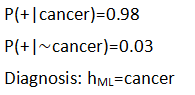 P(+|cancer)=0.98
P(+|~cancer)=0.03
Diagnosis: hML=cancer